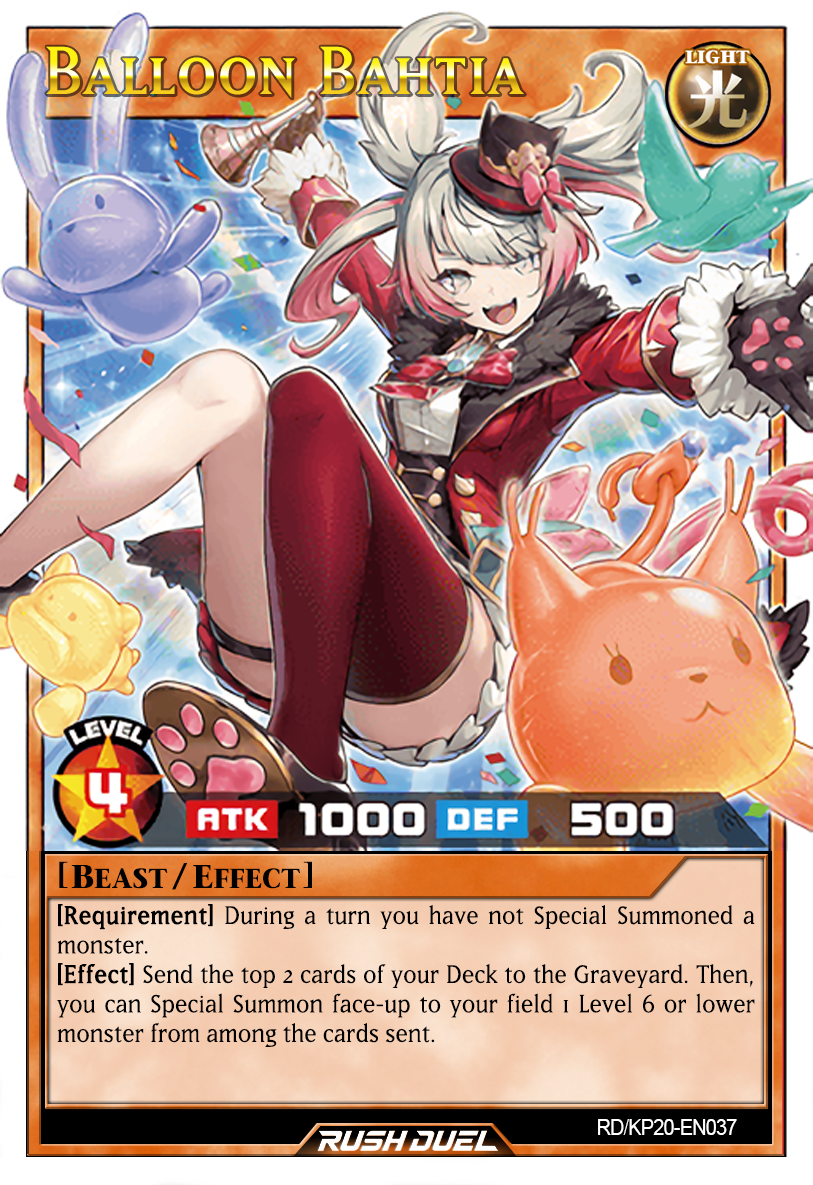 BALLOON BAHTIA
LIGHT
光
LEVEL
4
ATK 1000 DEF 500
[BEAST / EFFECT]
[Requirement] During a turn you have not Special Summoned a
monster.
[Effect] Send the top 2 cards of your Deck to the Graveyard. Then,
you can Special Summon face-up to your field 1 Level 6 or lower
monster from among the cards sent.
RD/KP20-EN037
RUSH DUEL